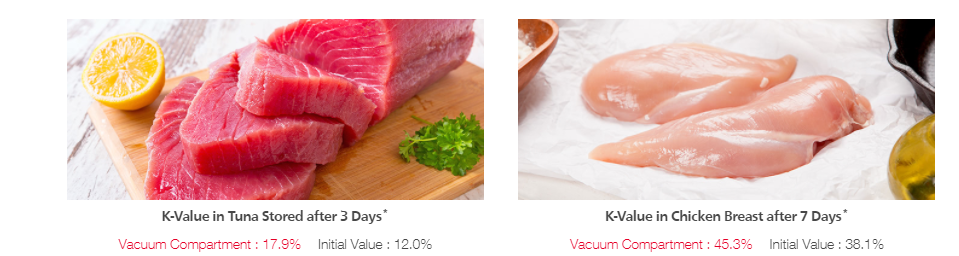 K-Value in Tuna Stored after 3 Days*
Vacuum Compartment : 17.9% Initial Value : 12.0%
K-Value in Chicken Breast after 7 Days*
Vacuum Compartment : 45.3% Initial Value : 38.1%